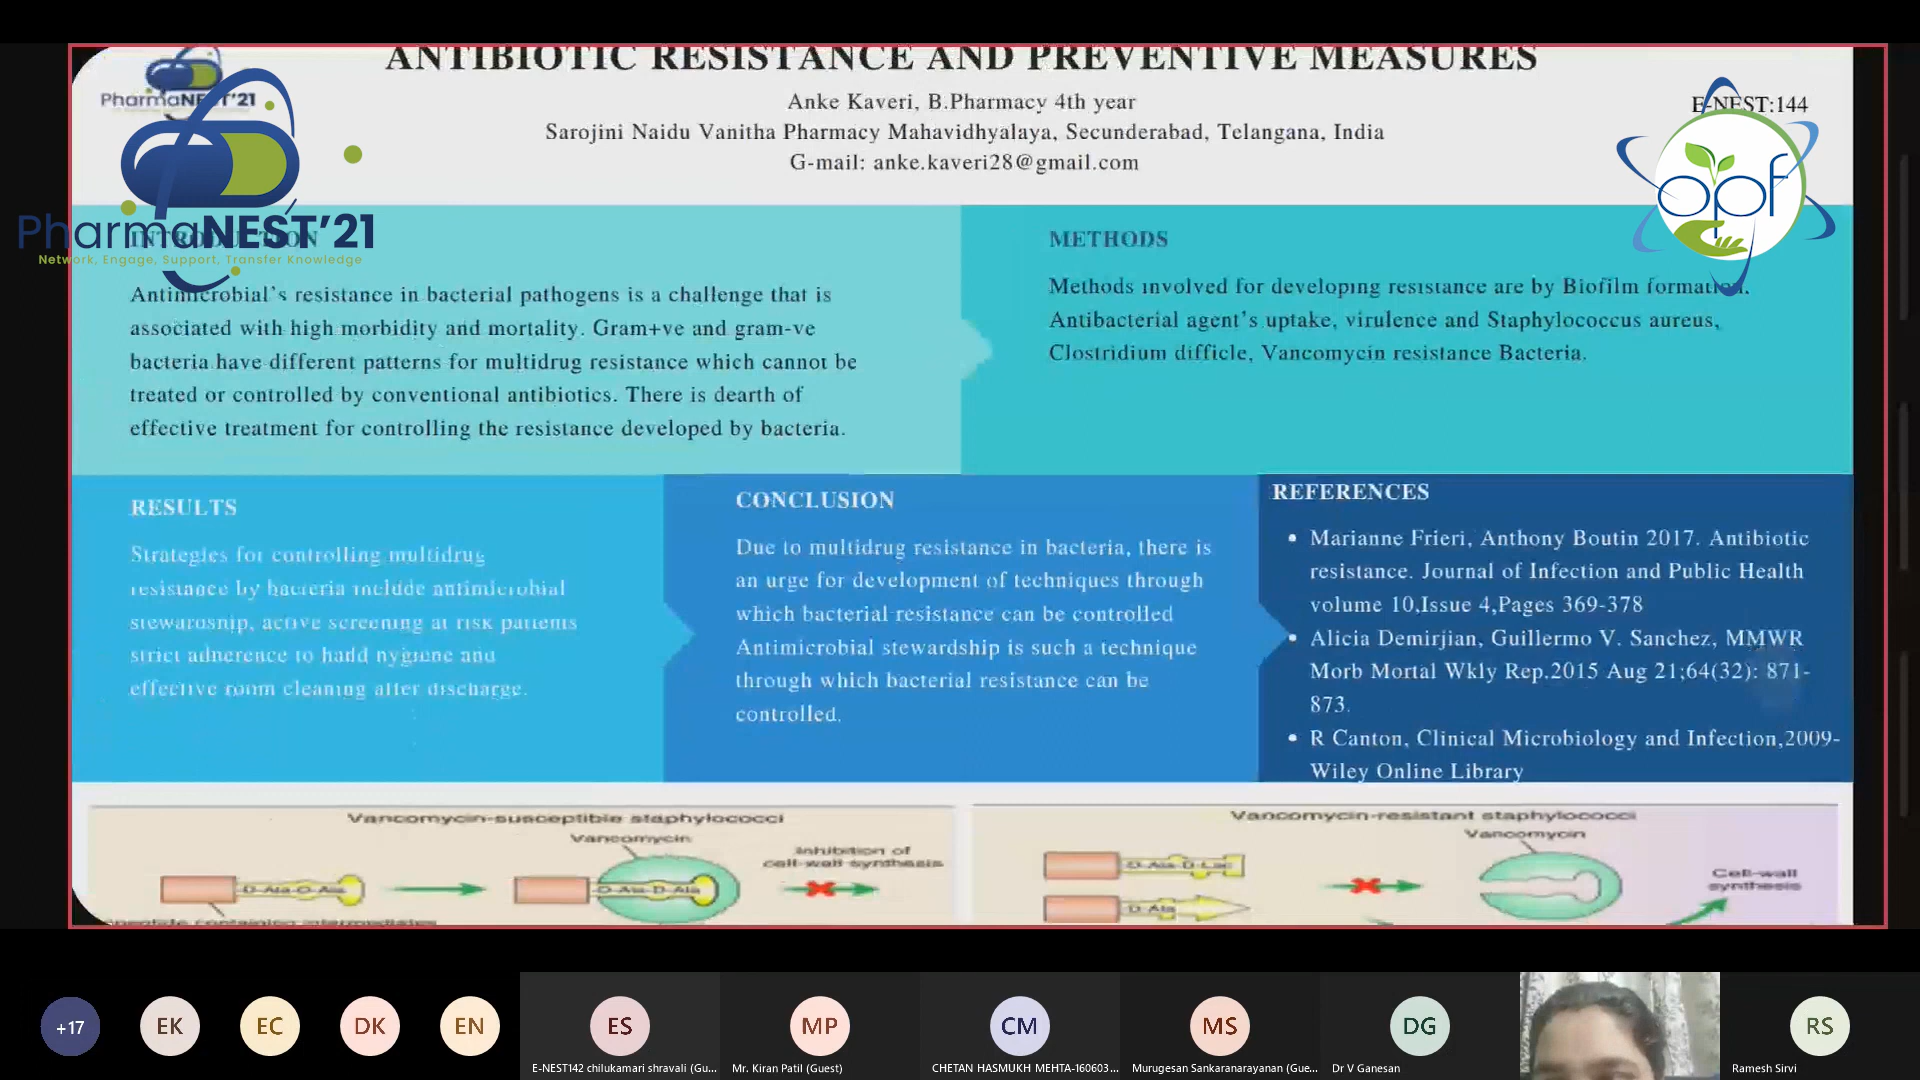 ANTIBIOTIC RESISTANCE AND PREVENTIVE MEASURES
PharmaNEST'21
Anke Kaveri, B.Pharmacy 4th year
E-NEST:144
Sarojini Naidu Vanitha Pharmacy Mahavidhyalaya, Secunderabad, Telangana, India
G-mail: anke.kaveri28@gmail.com
opf
PharmaNEST'21
Network, Engage, Support, Transfer Knowledge
INTRODUCTION
Antimicrobial's resistance in bacterial pathogens is a challenge that is
associated with high morbidity and mortality. Gram+ve and gram-ve
bacteria have different patterns for multidrug resistance which cannot be
treated or controlled by conventional antibiotics. There is dearth of
effective treatment for controlling the resistance developed by bacteria.
METHODS
Methods involved for developing resistance are by Biofilm formation,
Antibacterial agent's uptake, virulence and Staphylococcus aureus,
Clostridium difficle, Vancomycin resistance Bacteria.
RESULTS
Strategies for controlling multidrug
resistance by bacteria include antimicrobial
stewardship, active screening at risk patients
strict adherence to hand hygiene and
effective room cleaning after discharge.
CONCLUSION
Due to multidrug resistance in bacteria, there is
an urge for development of techniques through
which bacterial resistance can be controlled
Antimicrobial stewardship is such a technique
through which bacterial resistance can be
controlled.
REFERENCES
• Marianne Frieri, Anthony Boutin 2017. Antibiotic
resistance. Journal of Infection and Public Health
volume 10,Issue 4,Pages 369-378
• Alicia Demirjian, Guillermo V. Sanchez, MMWR
Morb Mortal Wkly Rep.2015 Aug 21;64(32): 871-
873.
• R Canton, Clinical Microbiology and Infection,2009-
Wiley Online Library
Vancomycin-susceptible staphylococci
Vancomycin
Inhibition of
cell-wall synthesis
D-Ala-D-Ala
D-Ala-D-Ala
Vancomycin-resistant staphylococci
Vancomycin
D-Ala-D-Lac
Cell-wall
synthesis
D-Ala
+17
EK
EC
DK
EN
ES
MP
CM
MS
DG
RS
E-NEST142 chilukamari shravali (Gu...
Mr. Kiran Patil (Guest)
CHETAN HASMUKH MEHTA-160603...
Murugesan Sankaranarayanan (Gue...
Dr V Ganesan
Ramesh Sirvi